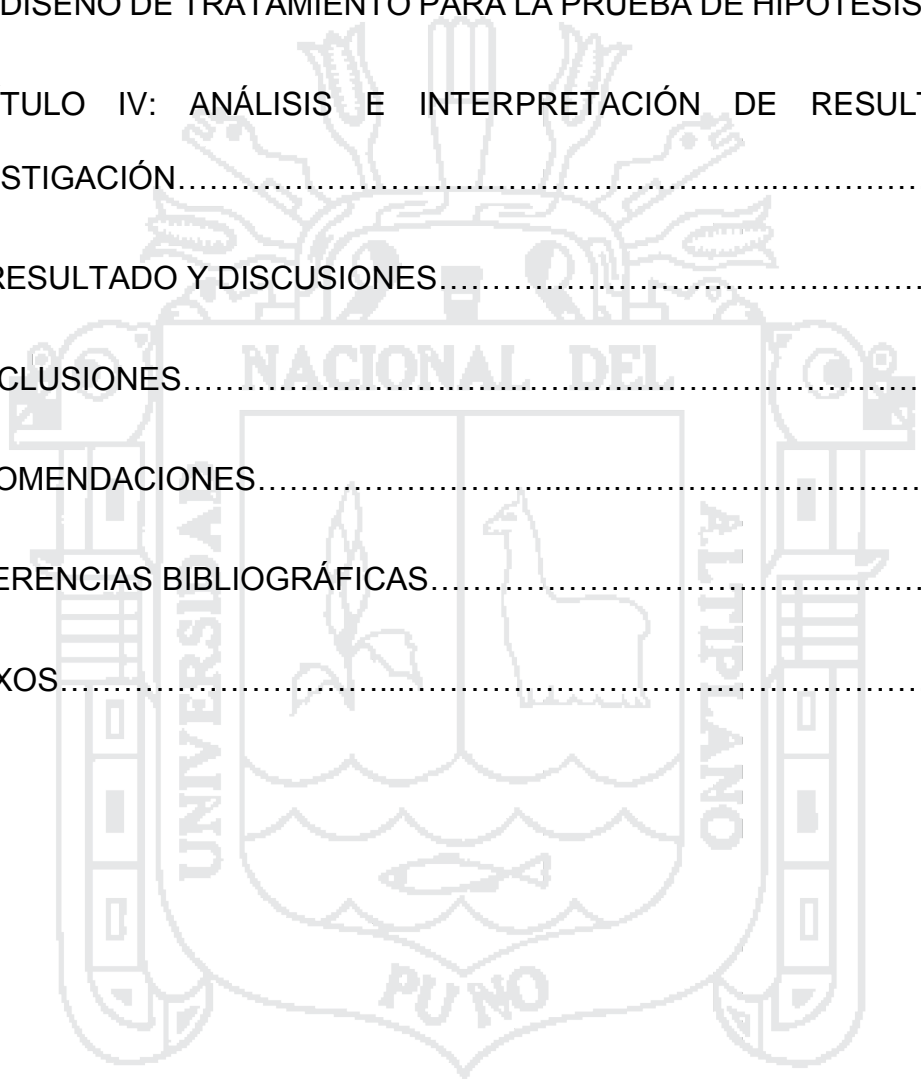 DISEÑO DE TRATAMIENTO PARA LA PRUEBA DE HIPÓTESIS
TULO IV: ANÁLISIS E INTERPRETACIÓN DE RESULT
STIGACIÓN……………………………………………………
RESULTADO Y DISCUSIONES……………………………………
CLUSIONES……………………………………………………
OMENDACIONES…………………………………………………
ERENCIAS BIBLIOGRÁFICAS……………………………………
XOS……………………………………………………………
UNIVERSIDAD
NACIONAL DEL
ALTIPLANO
PUNO